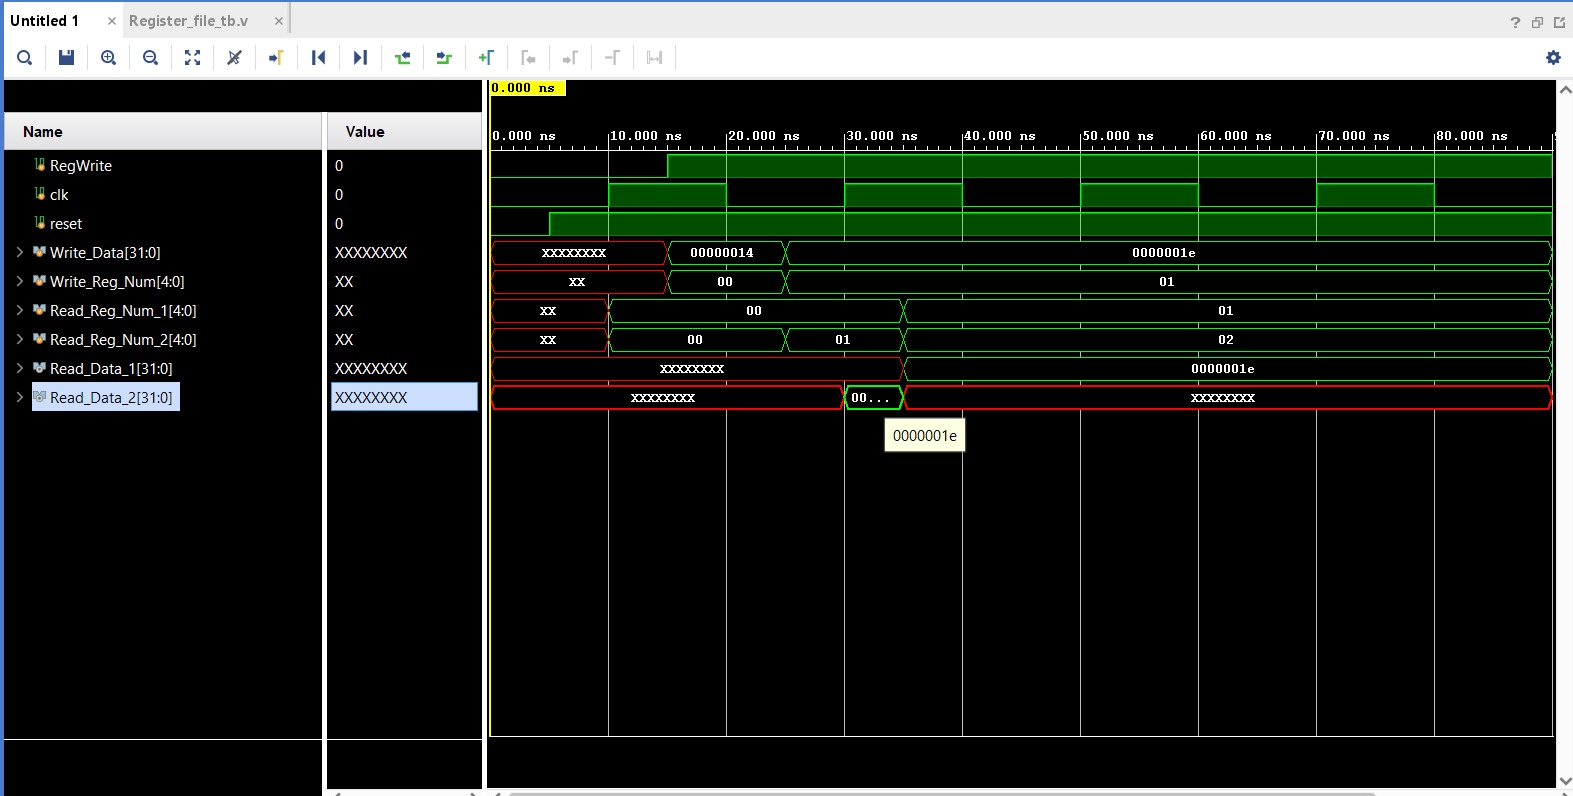 Untitled 1 × Register_file_tb.v ×
?
0.000 ns
Name Value
0.000 ns 10.000 ns 20.000 ns 30.000 ns 40.000 ns 50.000 ns 60.000 ns 70.000 ns 80.000 ns
RegWrite 0
clk 0
reset 0
Write_Data[31:0] XXXXXXXX XXXXXXXX 00000014 0000001e
Write_Reg_Num[4:0] XX XX 00 01
Read_Reg_Num_1[4:0] XX XX 00 01
Read_Reg_Num_2[4:0] XX XX 00 01 02
Read_Data_1[31:0] XXXXXXXX XXXXXXXX 0000001e
Read_Data_2[31:0] XXXXXXXX XXXXXXXX 00... XXXXXXXX
0000001e